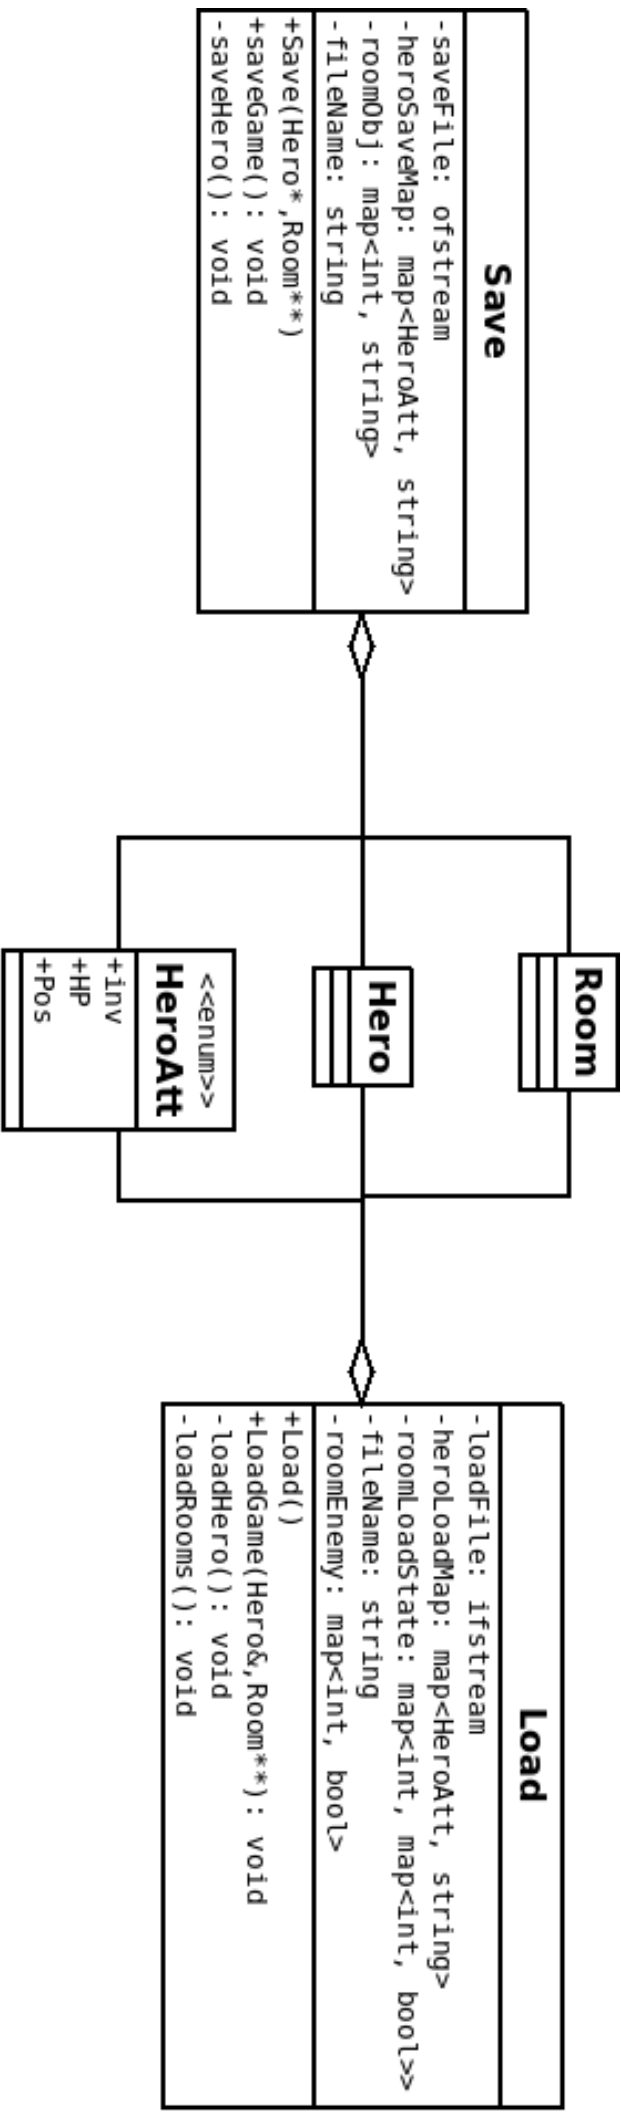 Save
-saveFile: ofstream
-heroSaveMap: map<HeroAtt, string>
-roomObj: map<int, string>
-fileName: string
+Save(Hero*,Room**)
+saveGame(): void
-saveHero(): void
Room
Hero
<<enum>>
HeroAtt
+inv
+HP
+Pos
Load
-loadFile: ifstream
-heroLoadMap: map<HeroAtt, string>
-roomLoadState: map<int, map<int, bool>>
-fileName: string
-roomEnemy: map<int, bool>
+Load()
+LoadGame(Hero&,Room**): void
-loadHero(): void
-loadRooms(): void